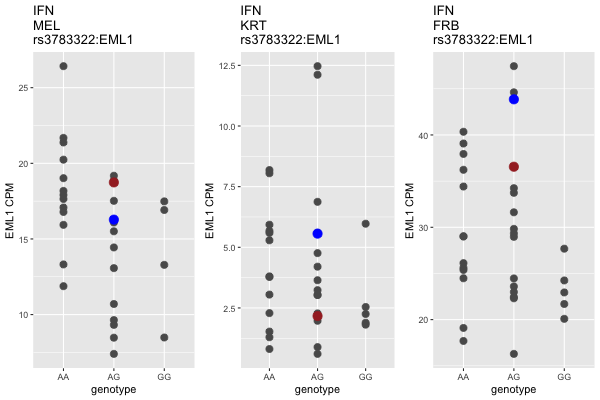 IFN
MEL
rs3783322:EML1
25
20
15
10
EML1 CPM
AA AG GG
genotype
IFN
KRT
rs3783322:EML1
12.5
10.0
7.5
5.0
2.5
EML1 CPM
AA AG GG
genotype
IFN
FRB
rs3783322:EML1
40
30
20
EML1 CPM
AA AG GG
genotype